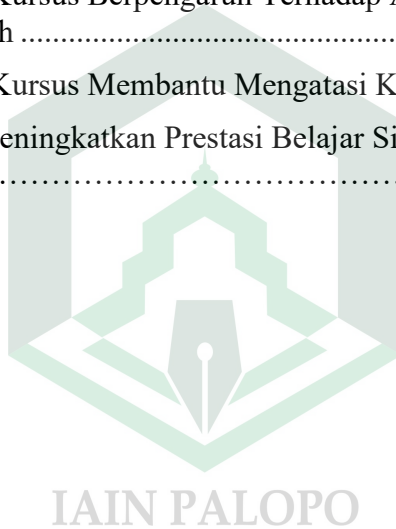 Kursus Berpengaruh Terhadap
h ..........................................................
Kursus Membantu Mengatasi K
eningkatkan Prestasi Belajar Si
……………………………………
IAIN PALOPO